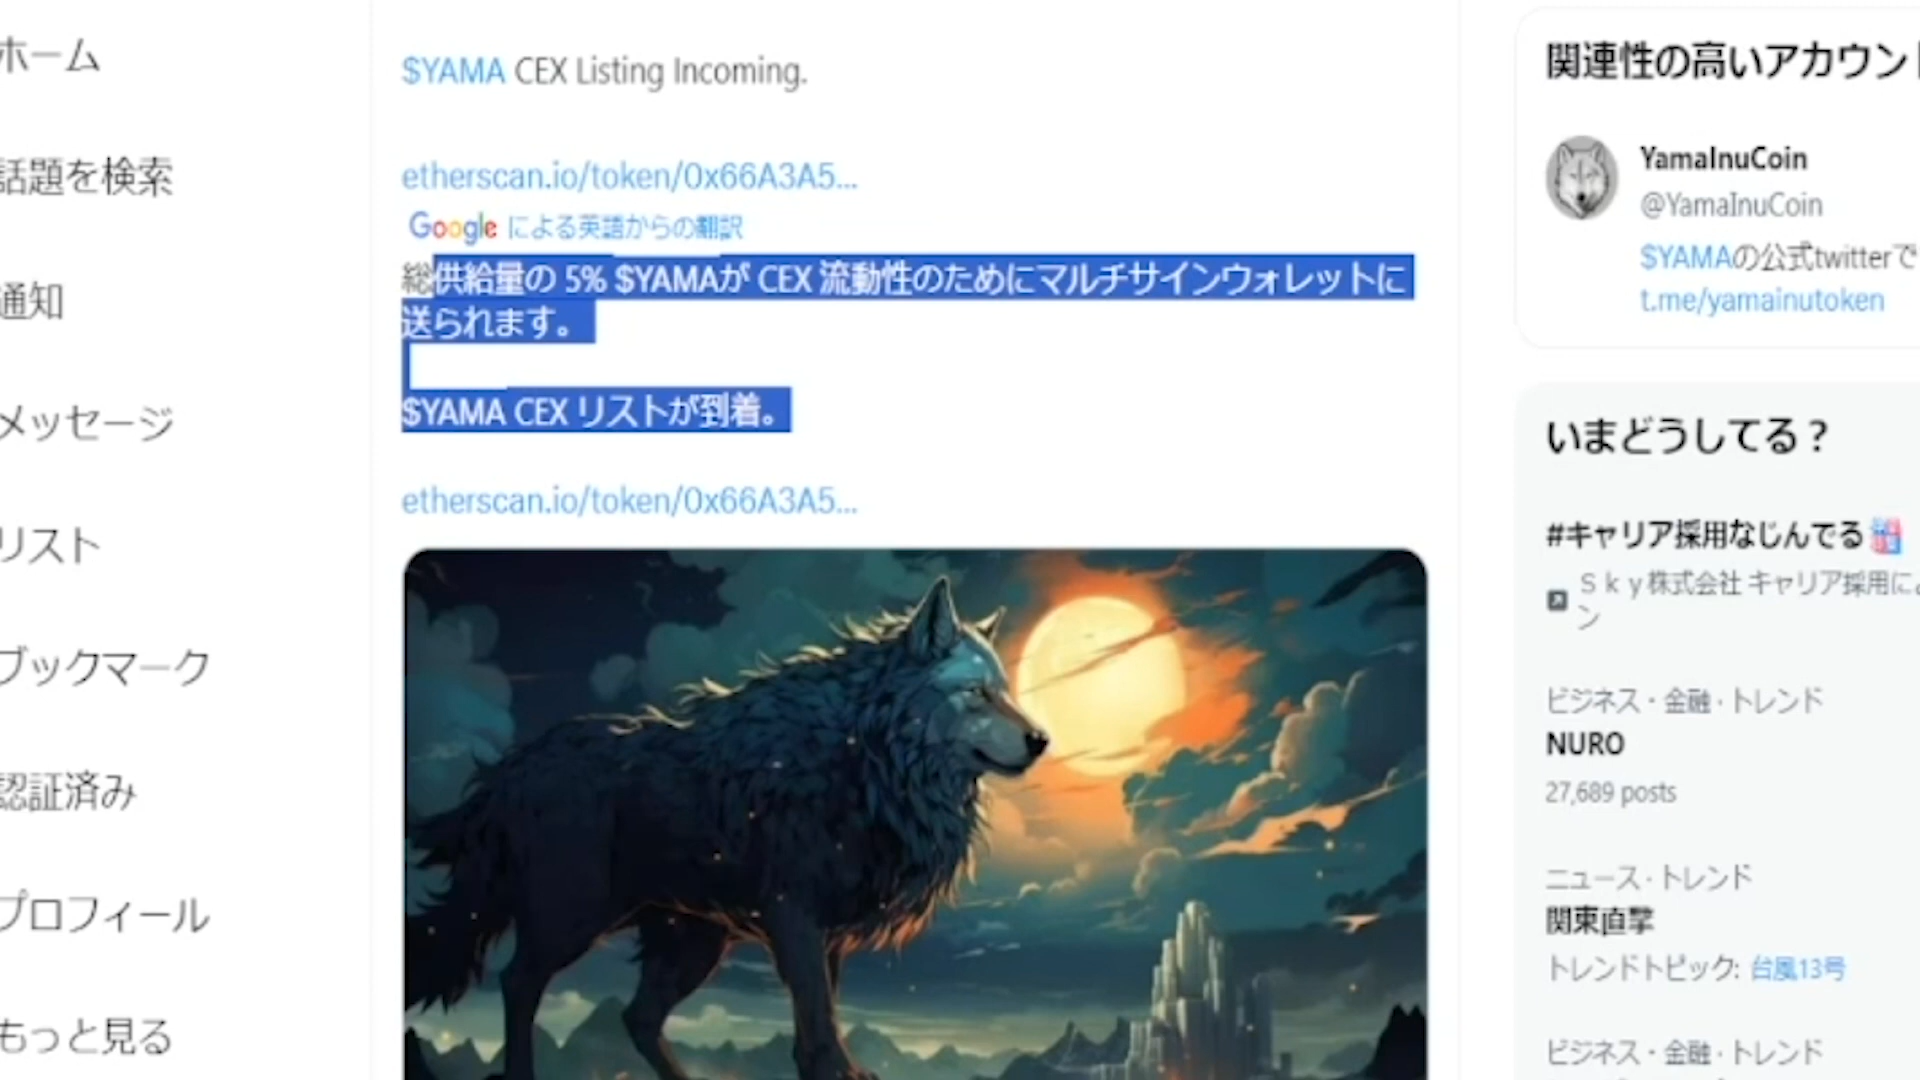 ホーム
話題を検索
通知
メッセージ
リスト
ブックマーク
認証済み
プロフィール
もっと見る
$YAMA CEX Listing Incoming.
etherscan.io/token/0x66A3A5...
Google による英語からの翻訳
総供給量の 5% $YAMAが CEX 流動性のためにマルチサインウォレットに
送られます。
$YAMA CEX リストが到着。
etherscan.io/token/0x66A3A5...
関連性の高いアカウント
YamaInuCoin
@YamaInuCoin
$YAMAの公式twitterで
t.me/yamainutoken
いまどうしてる？
#キャリア採用なじんでる
Ｓｋｙ株式会社 キャリア採用に
ン
ビジネス・金融・トレンド
NURO
27,689 posts
ニュース・トレンド
関東直撃
トレンドトピック: 台風13号
ビジネス・金融・トレンド